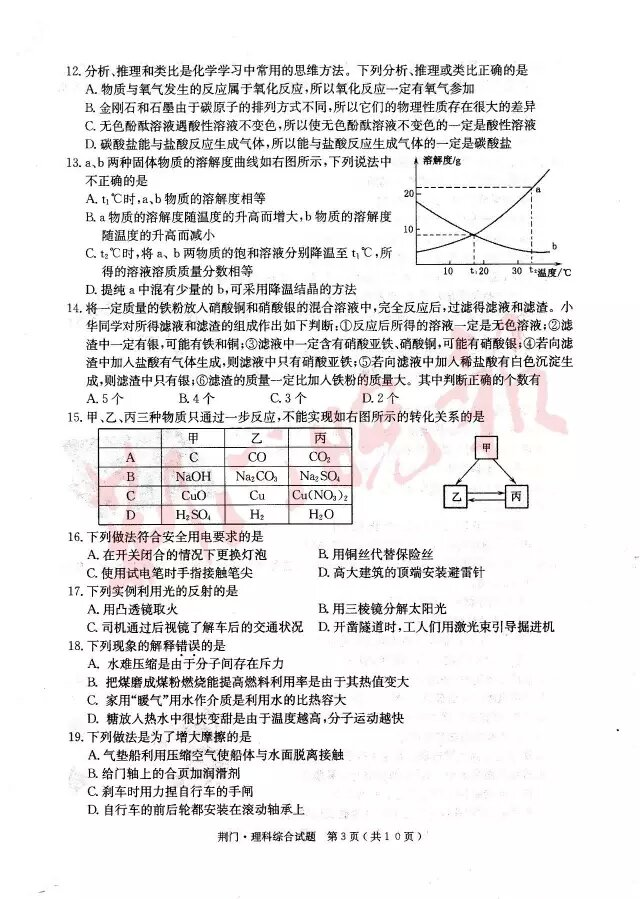 12. 分析、推理和类比是化学学习中常用的思维方法。下列分析、推理或类比正确的是
A. 物质与氧气发生的反应属于氧化反应,所以氧化反应一定有氧气参加
B. 金刚石和石墨由于碳原子的排列方式不同,所以它们的物理性质存在很大的差异
C. 无色酚酞溶液遇酸性溶液不变色,所以使无色酚酞溶液不变色的一定是酸性溶液
D. 碳酸盐能与盐酸反应生成气体,所以能与盐酸反应生成气体的一定是碳酸盐
13. a、b两种固体物质的溶解度曲线如右图所示,下列说法中
不正确的是
A. t₁℃时,a、b物质的溶解度相等
B. a物质的溶解度随温度的升高而增大,b物质的溶解度
随温度的升高而减小
C. t₂℃时,将a、b两物质的饱和溶液分别降温至t₁℃,所
得的溶液溶质质量分数相等
D. 提纯a中混有少量的b,可采用降温结晶的方法
溶解度/g
20
10
a
b
10 t₁ 20 30 t₂ 温度/℃
14. 将一定质量的铁粉放入硝酸铜和硝酸银的混合溶液中,完全反应后,过滤得滤液和滤渣。小
华同学对所得滤液和滤渣的组成作出如下判断:①反应后所得的溶液一定是无色溶液;②滤
渣中一定有银,可能有铁和铜;③滤液中一定含有硝酸亚铁、硝酸铜,可能有硝酸银;④若向滤
渣中加入盐酸有气体生成,则滤液中只有硝酸亚铁;⑤若向滤液中加入稀盐酸有白色沉淀生
成,则滤渣中只有银;⑥滤渣的质量一定比加入铁粉的质量大。其中判断正确的个数有
A. 5个 B. 4个 C. 3个 D. 2个
15. 甲、乙、丙三种物质只通过一步反应,不能实现如右图所示的转化关系的是
甲 乙 丙
A C CO CO₂
B NaOH Na₂CO₃ Na₂SO₄
C CuO Cu Cu(NO₃)₂
D H₂SO₄ H₂ H₂O
甲
乙 丙
16. 下列做法符合安全用电要求的是
A. 在开关闭合的情况下更换灯泡 B. 用铜丝代替保险丝
C. 使用试电笔时手指接触笔尖 D. 高大建筑的顶端安装避雷针
17. 下列实例利用光的反射的是
A. 用凸透镜取火 B. 用三棱镜分解太阳光
C. 司机通过后视镜了解车后的交通状况 D. 开凿隧道时,工人们用激光束引导掘进机
18. 下列现象的解释错误的是
A. 水难压缩是由于分子间存在斥力
B. 把煤磨成煤粉燃烧能提高燃料利用率是由于其热值变大
C. 家用“暖气”用水作介质是利用水的比热容大
D. 糖放入热水中很快变甜是由于温度越高,分子运动越快
19. 下列做法是为了增大摩擦的是
A. 气垫船利用压缩空气使船体与水面脱离接触
B. 给门轴上的合页加润滑剂
C. 刹车时用力捏自行车的手闸
D. 自行车的前后轮都安装在滚动轴承上
荆门·理科综合试题 第3页(共10页)